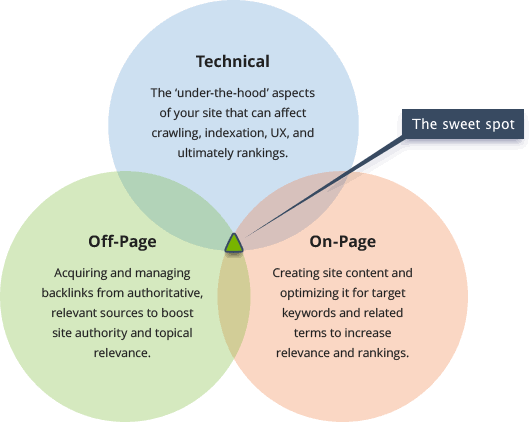 Technical
The ‘under-the-hood’ aspects
of your site that can affect
crawling, indexation, UX, and
ultimately rankings.
The sweet spot
Off-Page
Acquiring and managing
backlinks from authoritative,
relevant sources to boost
site authority and topical
relevance.
On-Page
Creating site content and
optimizing it for target
keywords and related
terms to increase
relevance and rankings.